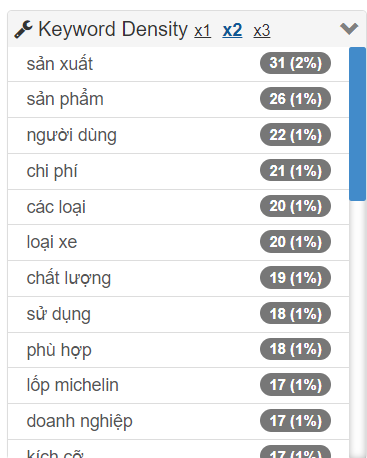 Keyword Density x1 x2 x3
sản xuất 31 (2%)
sản phẩm 26 (1%)
người dùng 22 (1%)
chi phí 21 (1%)
các loại 20 (1%)
loại xe 20 (1%)
chất lượng 19 (1%)
sử dụng 18 (1%)
phù hợp 18 (1%)
lốp michelin 17 (1%)
doanh nghiệp 17 (1%)
kích cỡ 17 (1%)